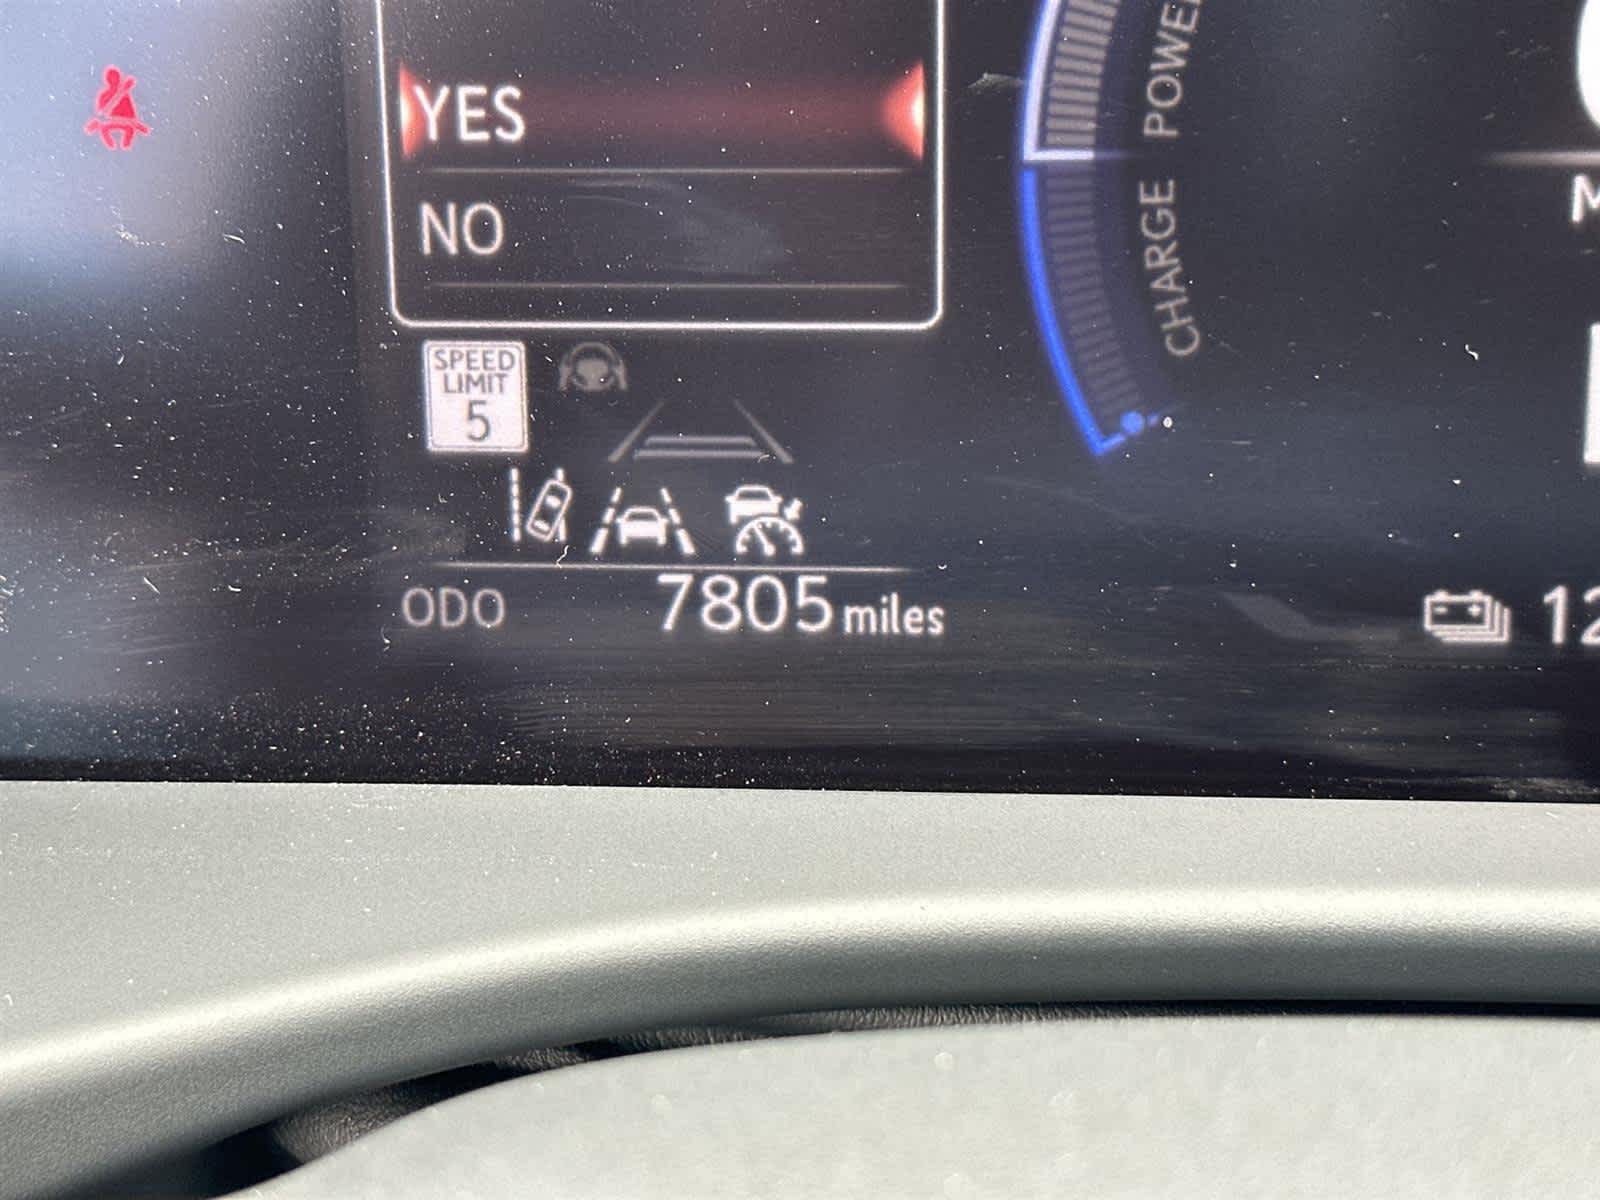 YES
NO
POWER
CHARGE
SPEED
LIMIT
5
ODO 7805 miles